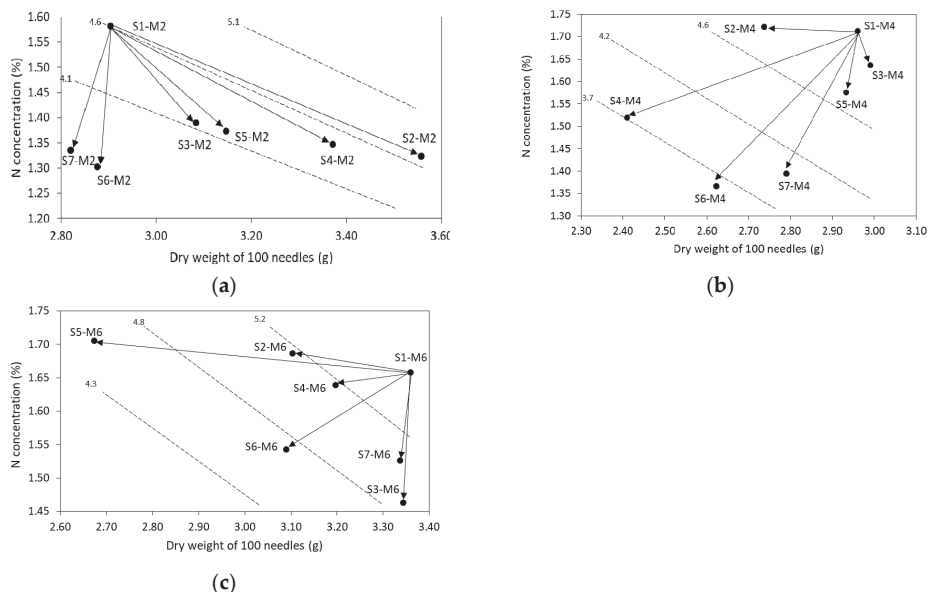 N concentration (%)
1.60
1.55
1.50
1.45
1.40
1.35
1.30
1.25
1.20
4.6
S1-M2
5.1
4.1
S3-M2
S5-M2
S4-M2
S2-M2
S7-M2
S6-M2
2.80 3.00 3.20 3.40 3.60
Dry weight of 100 needles (g)
(a)
N concentration (%)
1.75
1.70
1.65
1.60
1.55
1.50
1.45
1.40
1.35
1.30
4.6
S2-M4
S1-M4
4.2
S3-M4
3.7
S4-M4
S5-M4
S6-M4
S7-M4
2.30 2.40 2.50 2.60 2.70 2.80 2.90 3.00 3.10
Dry weight of 100 needles (g)
(b)
N concentration (%)
1.75
1.70
1.65
1.60
1.55
1.50
1.45
S5-M6
4.8
5.2
S2-M6
S1-M6
4.3
S4-M6
S6-M6
S7-M6
S3-M6
2.60 2.70 2.80 2.90 3.00 3.10 3.20 3.30 3.40
Dry weight of 100 needles (g)
(c)